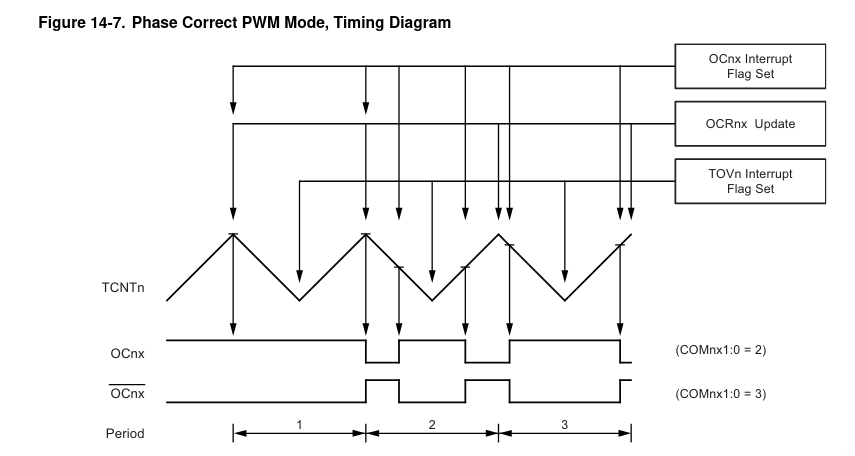 Figure 14-7. Phase Correct PWM Mode, Timing Diagram
OCnx Interrupt
Flag Set
OCRnx Update
TOVn Interrupt
Flag Set
TCNTn
OCnx
(COMnx1:0 = 2)
OCnx
(COMnx1:0 = 3)
Period
1
2
3